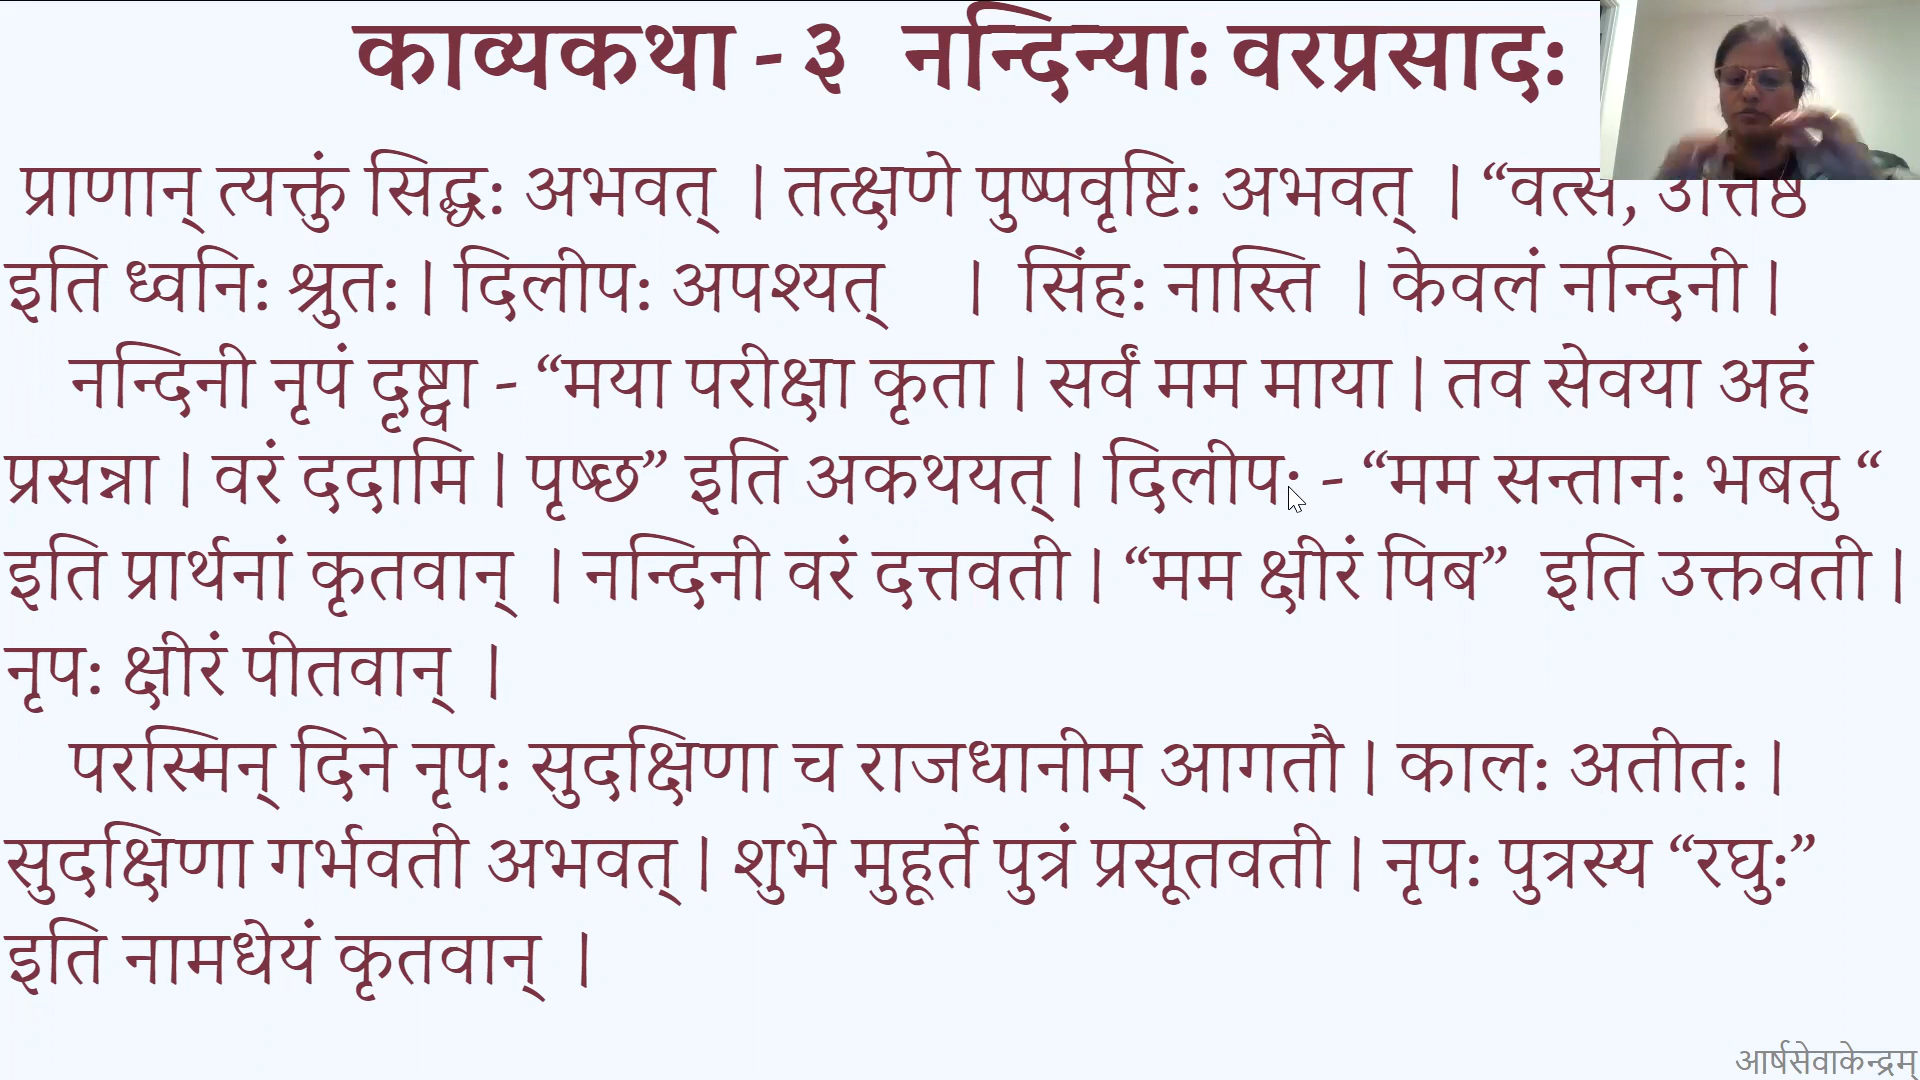 काव्यकथा - ३ नन्दिन्याः वरप्रसादः
प्राणान् त्यक्तुं सिद्धः अभवत् | तत्क्षणे पुष्पवृष्टिः अभवत् | “वत्स, उत्तिष्ठ
इति ध्वनिः श्रुतः | दिलीपः अपश्यत् | सिंहः नास्ति | केवलं नन्दिनी |
नन्दिनी नृपं दृष्ट्वा - “मया परीक्षा कृता | सर्वं मम माया | तव सेवया अहं
प्रसन्ना | वरं ददामि | पृष्छ” इति अकथयत् | दिलीपः - “मम सन्तानः भबतु “
इति प्रार्थनां कृतवान् | नन्दिनी वरं दत्तवती | “मम क्षीरं पिब” इति उक्तवती |
नृपः क्षीरं पीतवान् |
परस्मिन् दिने नृपः सुदक्षिणा च राजधानीम् आगतौ | कालः अतीतः |
सुदक्षिणा गर्भवती अभवत् | शुभे मुहूर्ते पुत्रं प्रसूतवती | नृपः पुत्रस्य “रघुः”
इति नामधेयं कृतवान् |
आर्षसेवाकेन्द्रम्